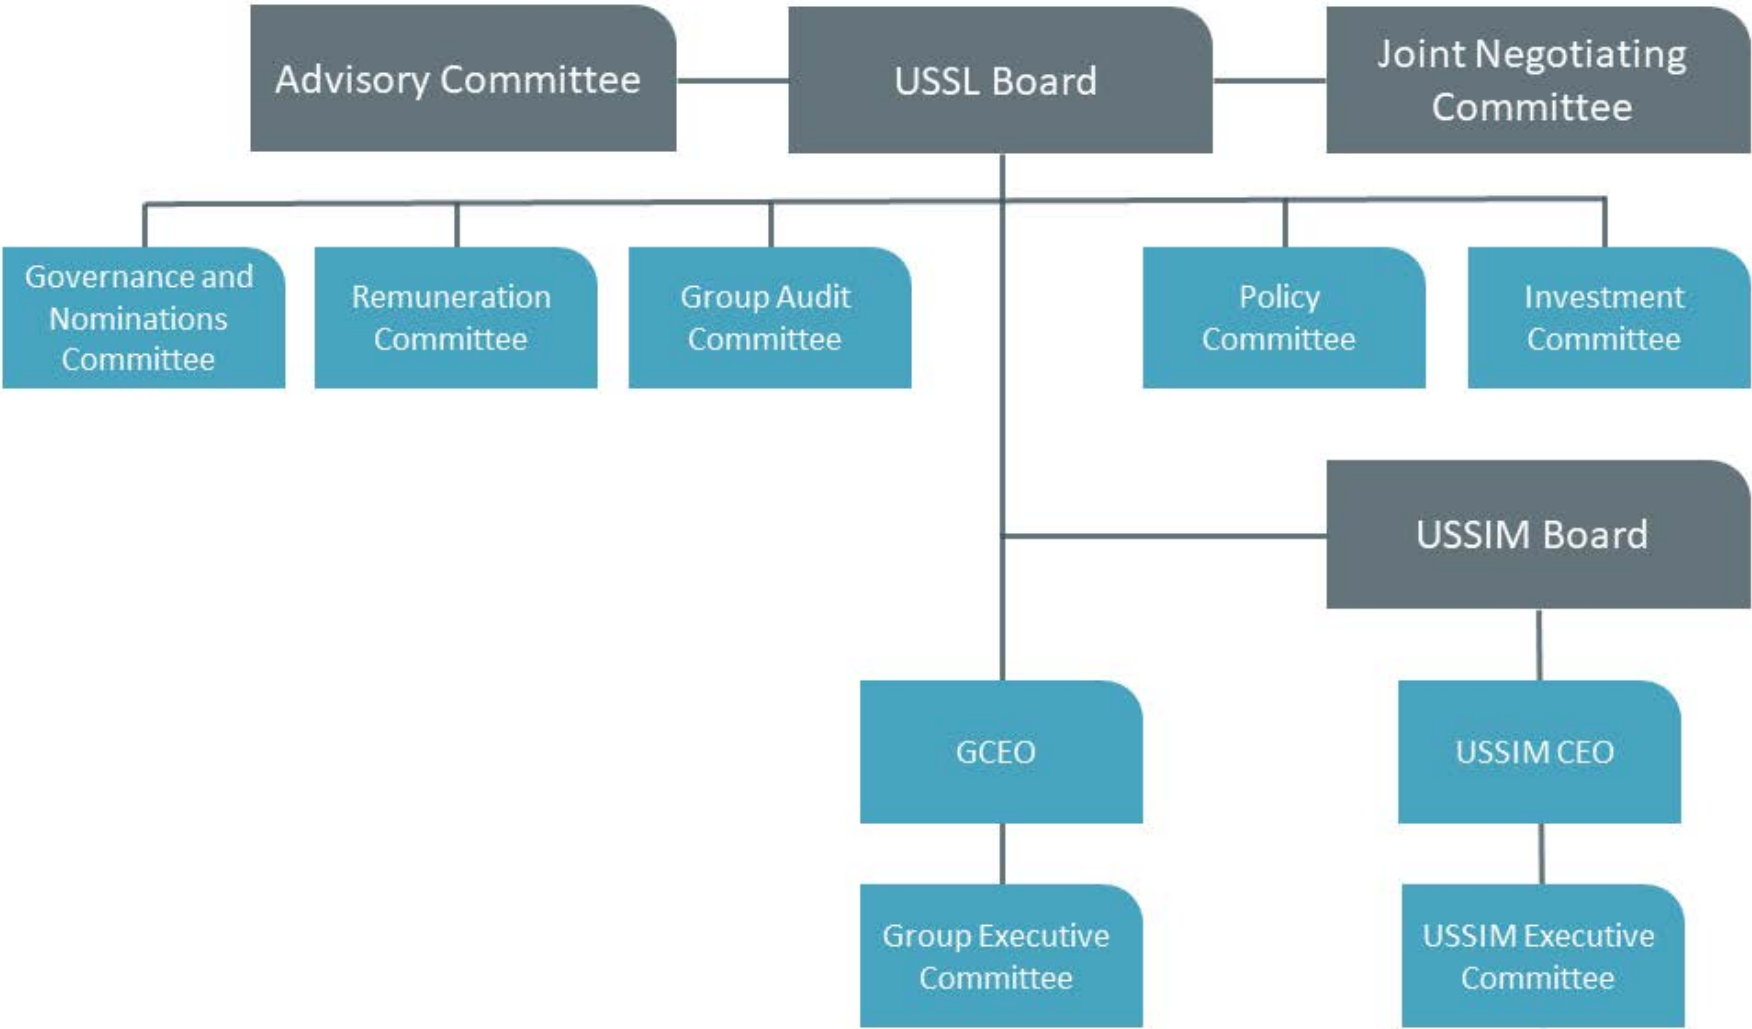 Advisory Committee
USSL Board
Joint Negotiating
Committee
Governance and
Nominations
Committee
Remuneration
Committee
Group Audit
Committee
Policy
Committee
Investment
Committee
USSIM Board
GCEO
USSIM CEO
Group Executive
Committee
USSIM Executive
Committee